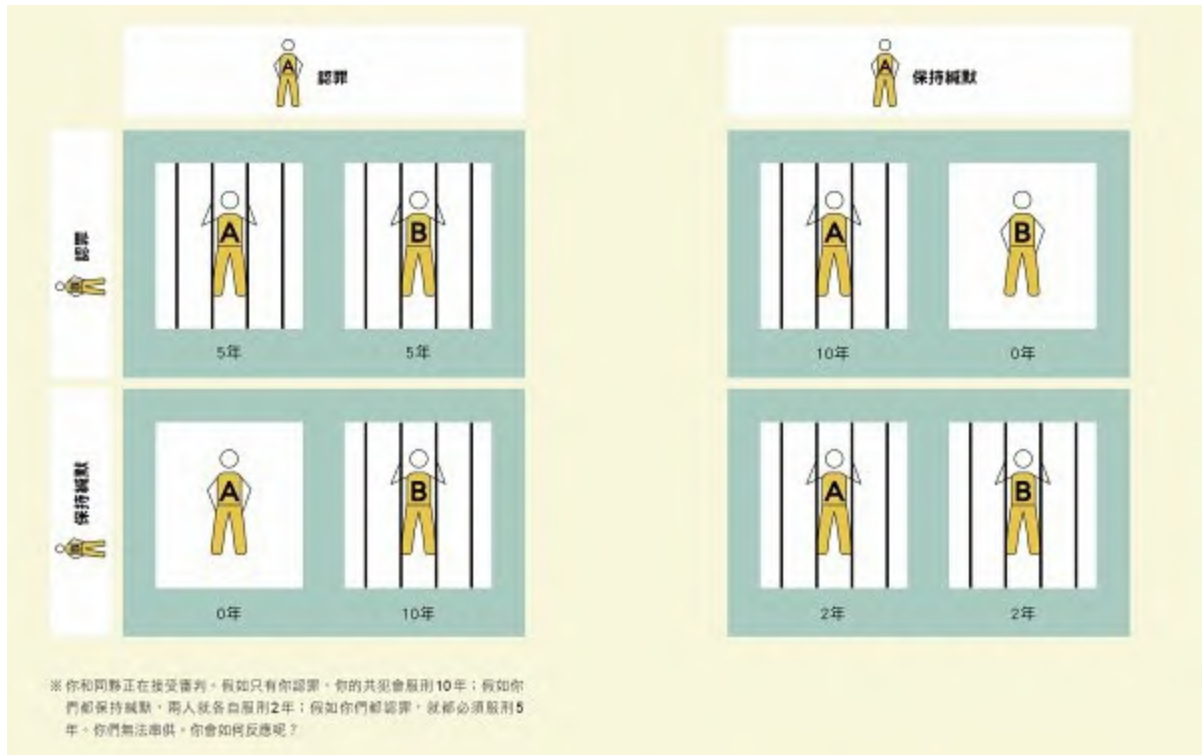 A 認罪
A 保持緘默
認罪
A
B
5年
5年
A
B
10年
0年
保持緘默
A
B
0年
10年
A
B
2年
2年
※ 你和同夥正在接受審判。假如只有你認罪，你的共犯會服刑10年；假如你
們都保持緘默，兩人就各自服刑2年；假如你們都認罪，就都必須服刑5
年。你們無法串供。你會如何反應呢？